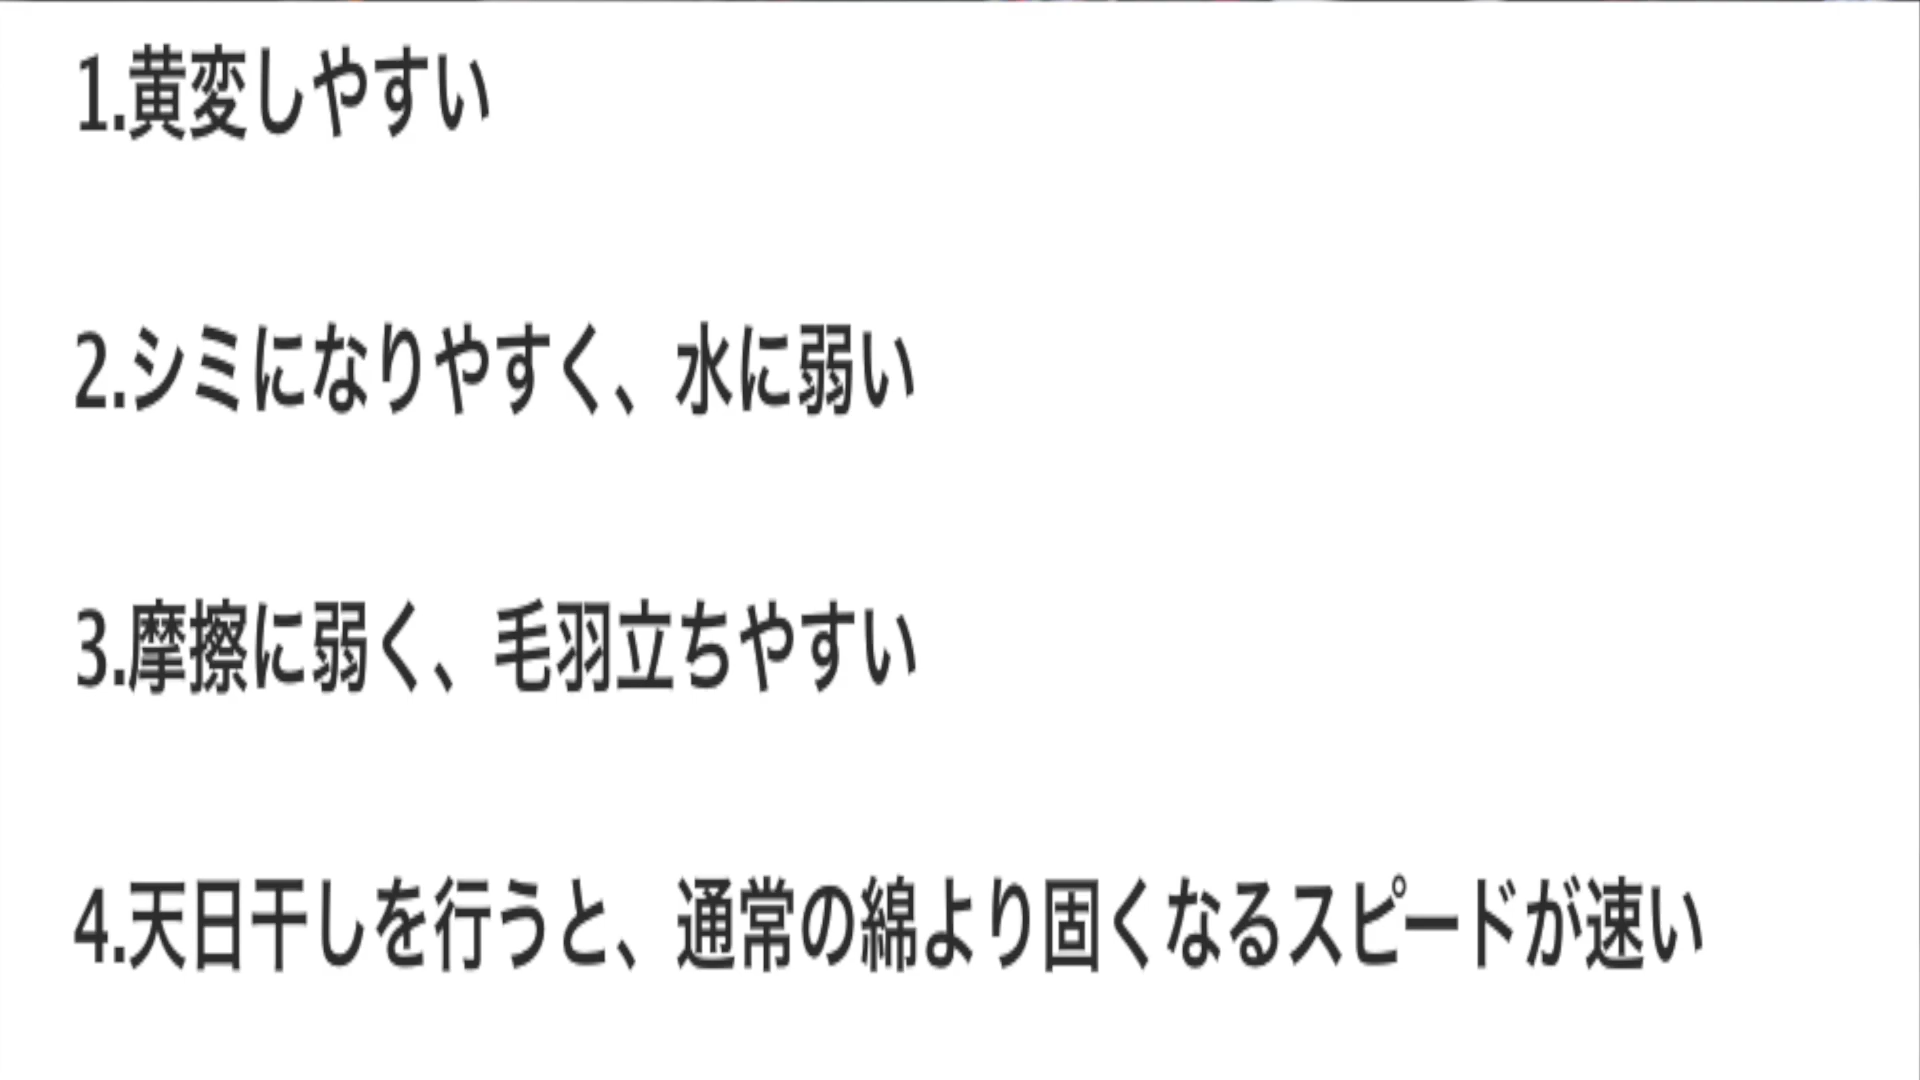 1.黄変しやすい
2.シミになりやすく、水に弱い
3.摩擦に弱く、毛羽立ちやすい
4.天日干しを行うと、通常の綿より固くなるスピードが速い